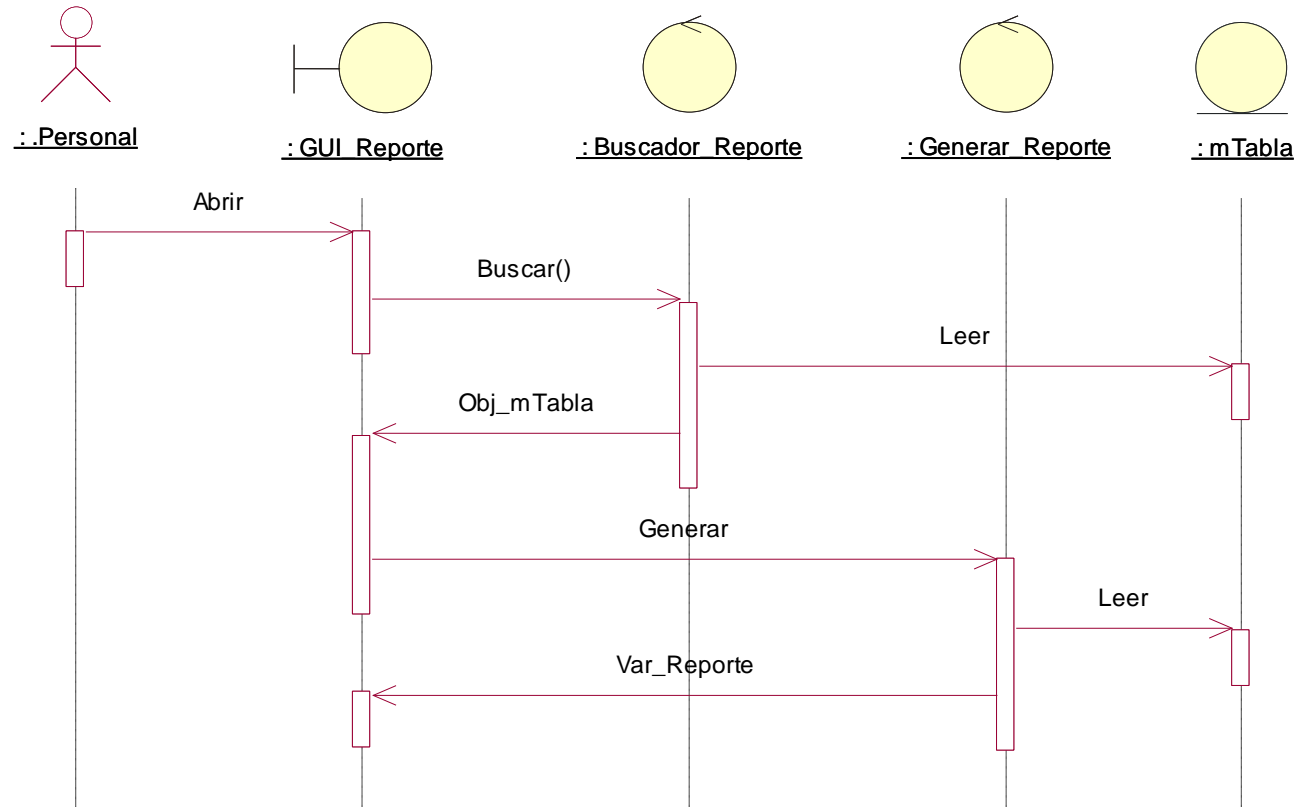 : .Personal
: GUI_Reporte
: Buscador_Reporte
: Generar_Reporte
: mTabla
Abrir
Buscar()
Leer
Obj_mTabla
Generar
Leer
Var_Reporte